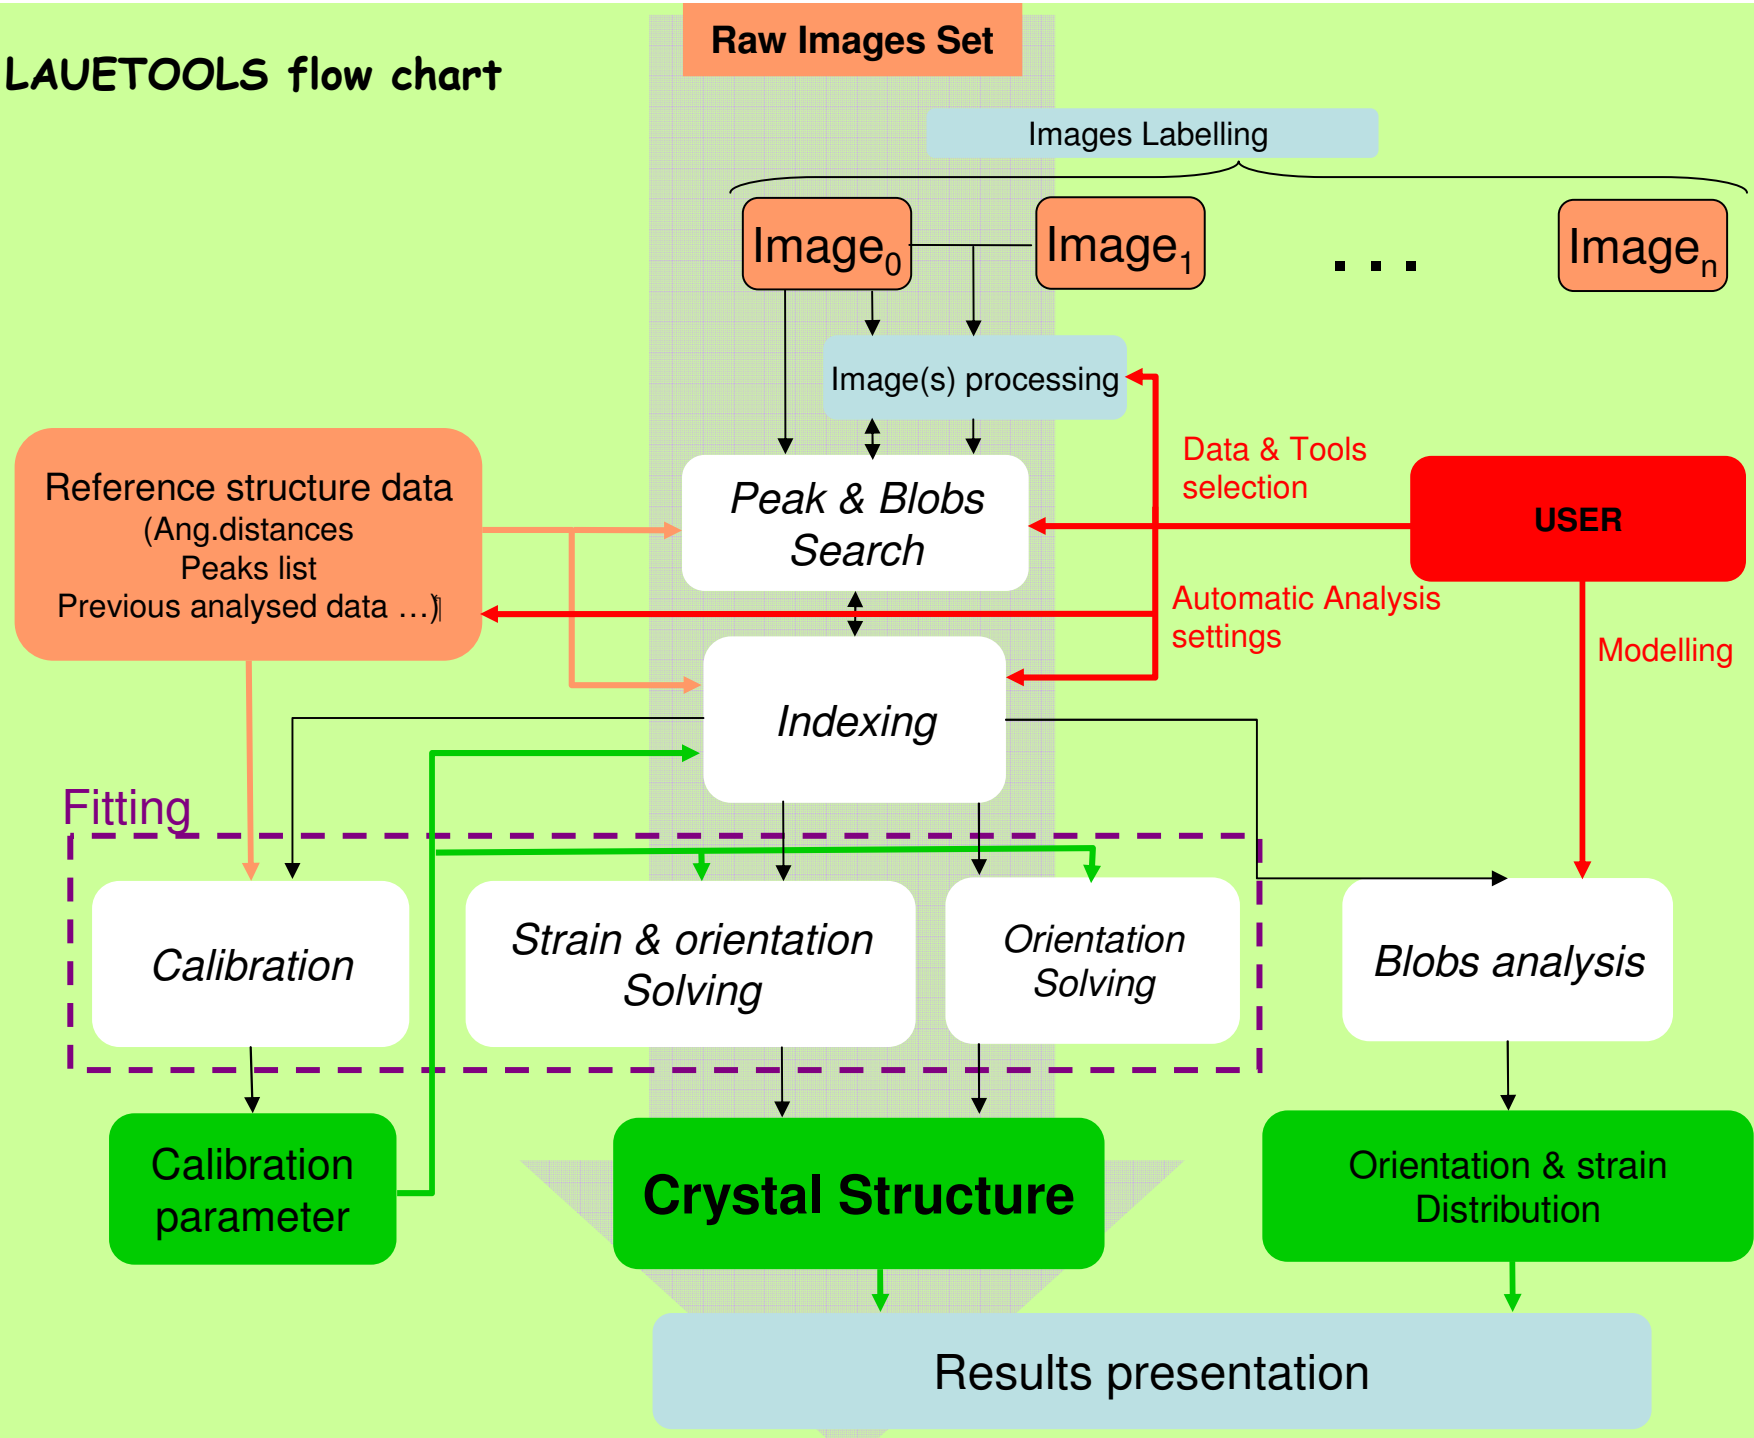 Raw Images Set
LAUETOOLS flow chart
Images Labelling
Image0
Image1
. . .
Imagen
Image(s) processing
Data & Tools
selection
USER
Reference structure data
(Ang.distances
Peaks list
Previous analysed data …)
Peak & Blobs
Search
Automatic Analysis
settings
Modelling
Indexing
Fitting
Calibration
Strain & orientation
Solving
Orientation
Solving
Blobs analysis
Calibration
parameter
Crystal Structure
Orientation & strain
Distribution
Results presentation